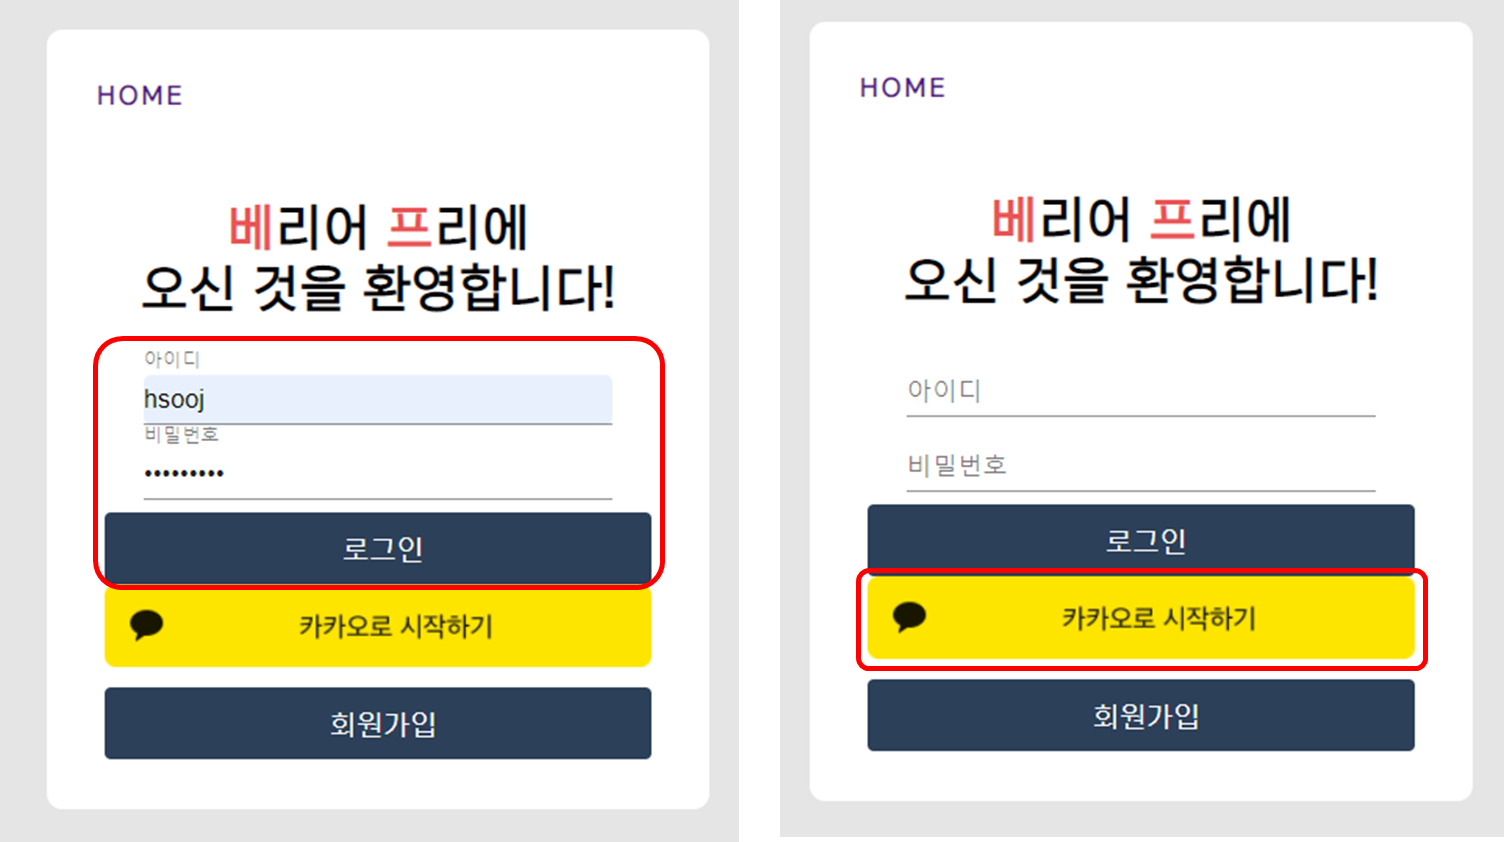 HOME
베리어 프리에
오신 것을 환영합니다!
아이디
hsooj
비밀번호
•••••••••
로그인
카카오로 시작하기
회원가입
HOME
베리어 프리에
오신 것을 환영합니다!
아이디
비밀번호
로그인
카카오로 시작하기
회원가입